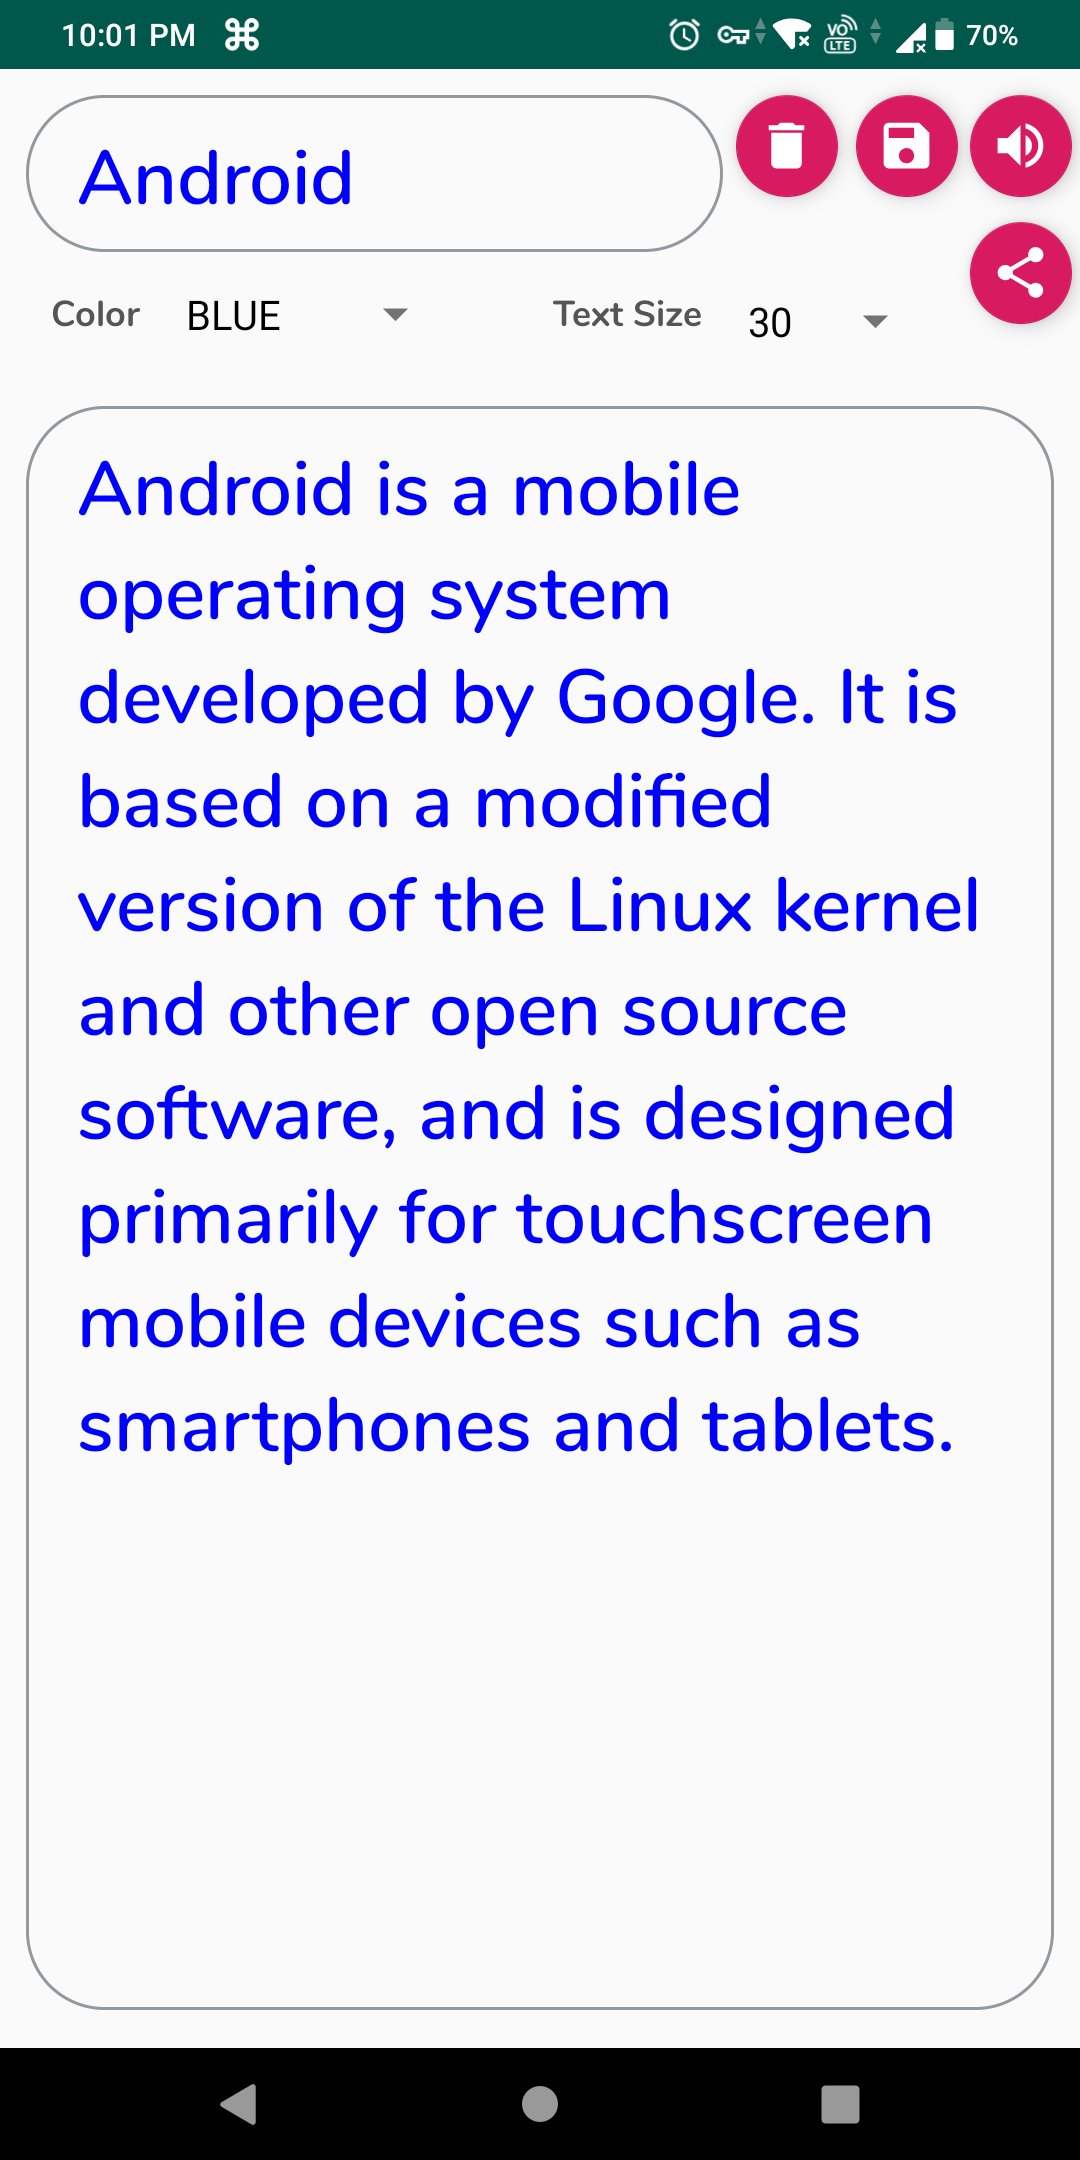 10:01 PM VO LTE 70%
Android
Color BLUE Text Size 30
Android is a mobile
operating system
developed by Google. It is
based on a modified
version of the Linux kernel
and other open source
software, and is designed
primarily for touchscreen
mobile devices such as
smartphones and tablets.